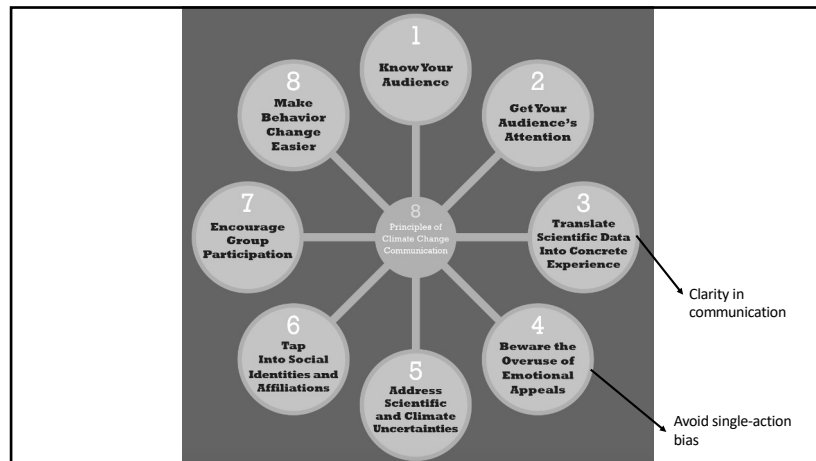 1
Know Your
Audience
2
Get Your
Audience's
Attention
3
Translate
Scientific Data
Into Concrete
Experience
4
Beware the
Overuse of
Emotional
Appeals
5
Address
Scientific
and Climate
Uncertainties
6
Tap
Into Social
Identities and
Affiliations
7
Encourage
Group
Participation
8
Make
Behavior
Change
Easier
8
Principles of
Climate Change
Communication
Clarity in
communication
Avoid single-action
bias